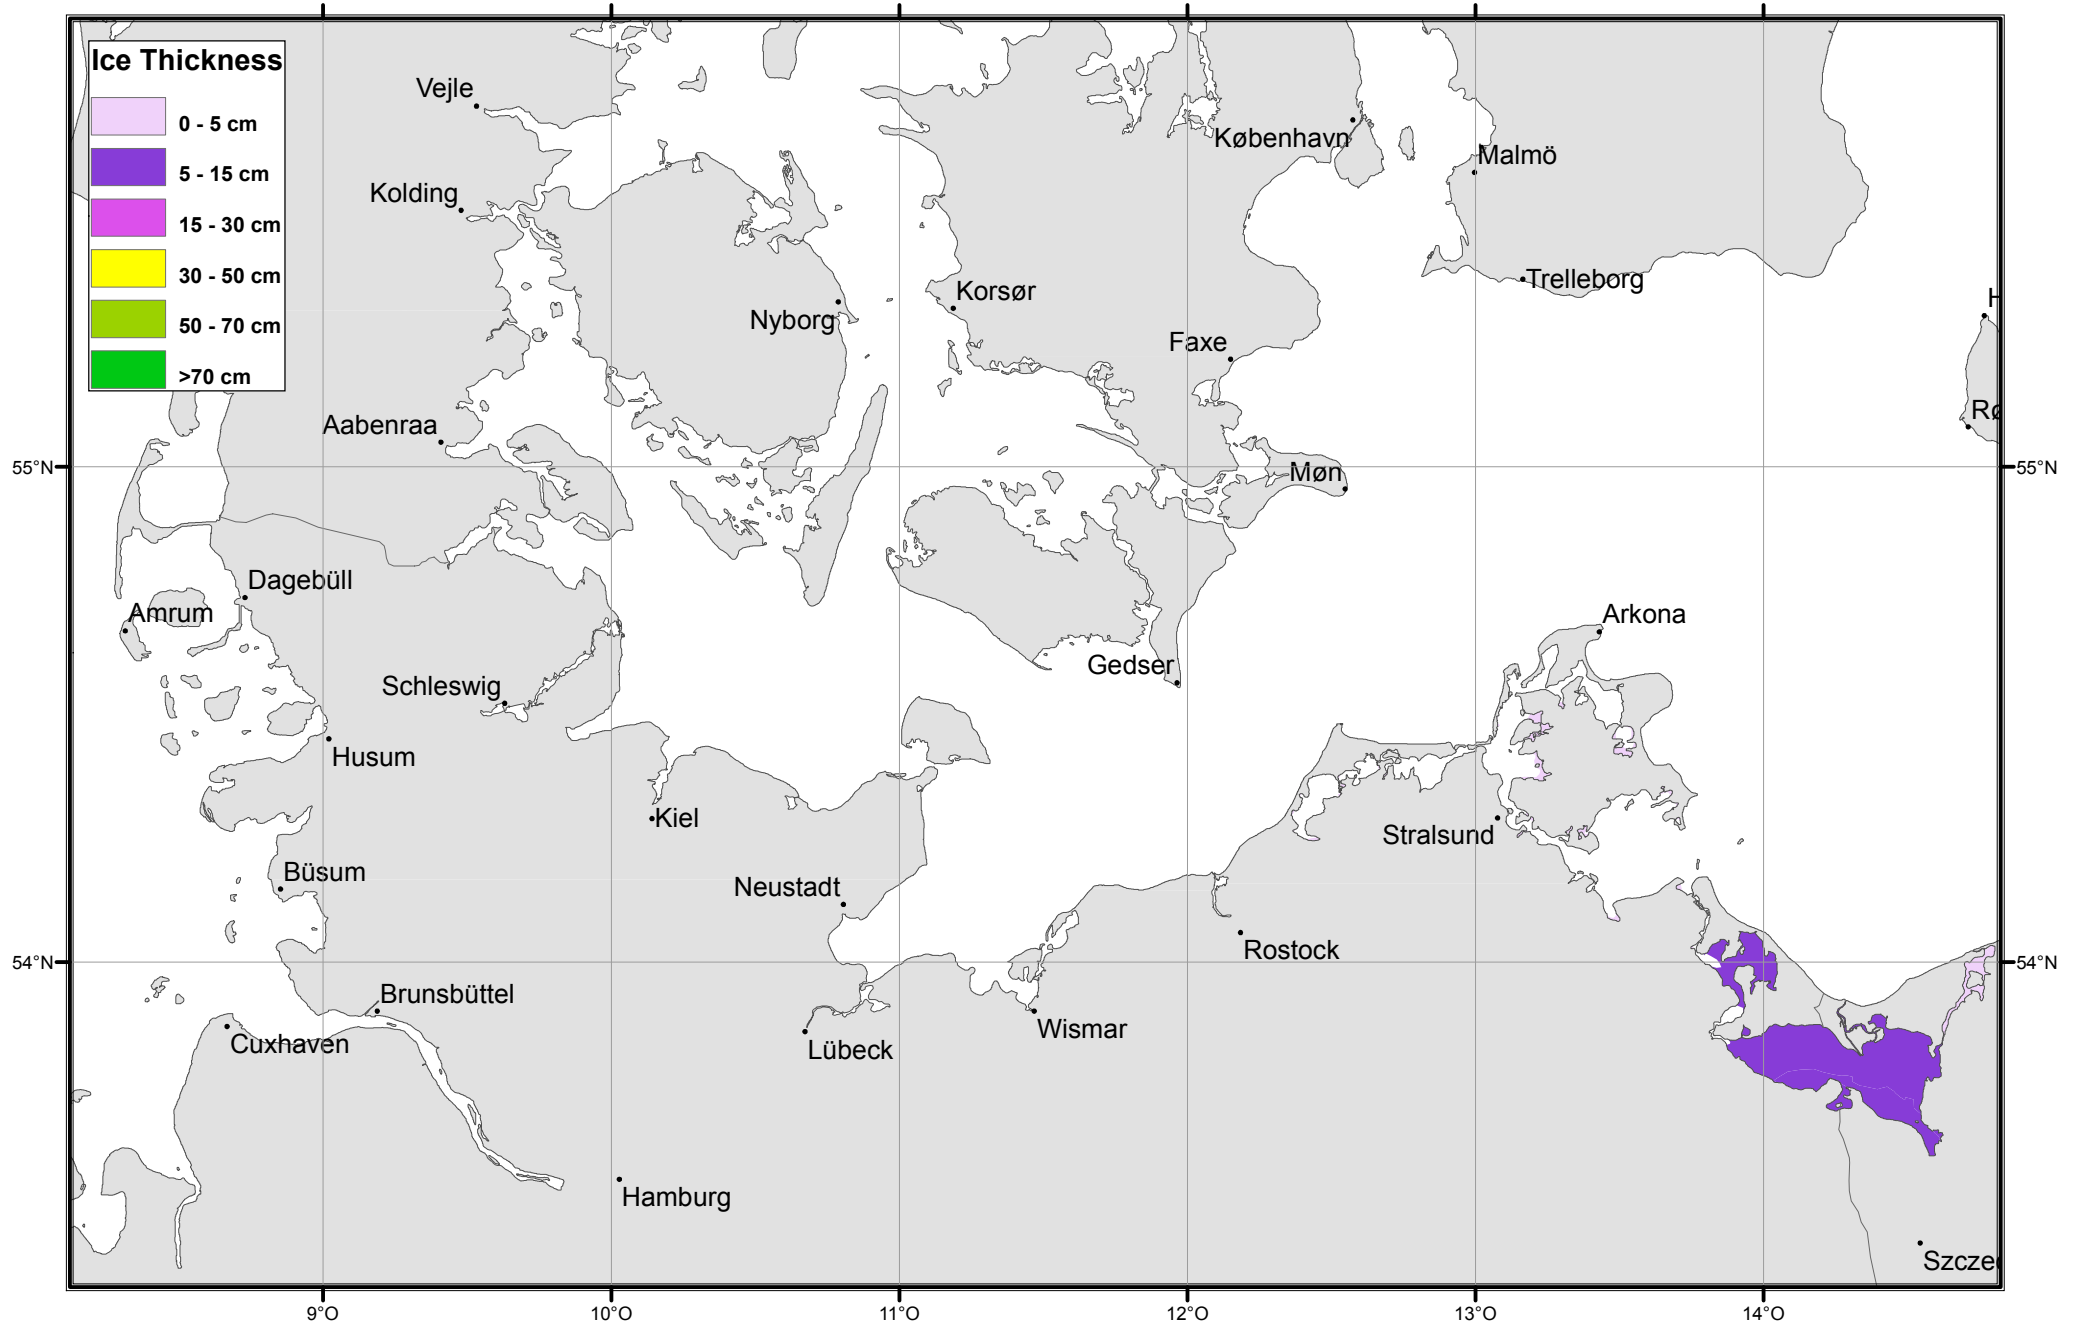 Ice Thickness
0 - 5 cm
5 - 15 cm
15 - 30 cm
30 - 50 cm
50 - 70 cm
>70 cm
Vejle
København
Malmö
Kolding
Trelleborg
Korsør
H
Nyborg
Faxe
Rø
Aabenraa
55°N
Møn
55°N
Dagebüll
Amrum
Arkona
Gedser
Schleswig
Husum
Kiel
Stralsund
Büsum
Neustadt
Rostock
54°N
54°N
Brunsbüttel
Wismar
Cuxhaven
Lübeck
Hamburg
Szcze
9°O
10°O
11°O
12°O
13°O
14°O